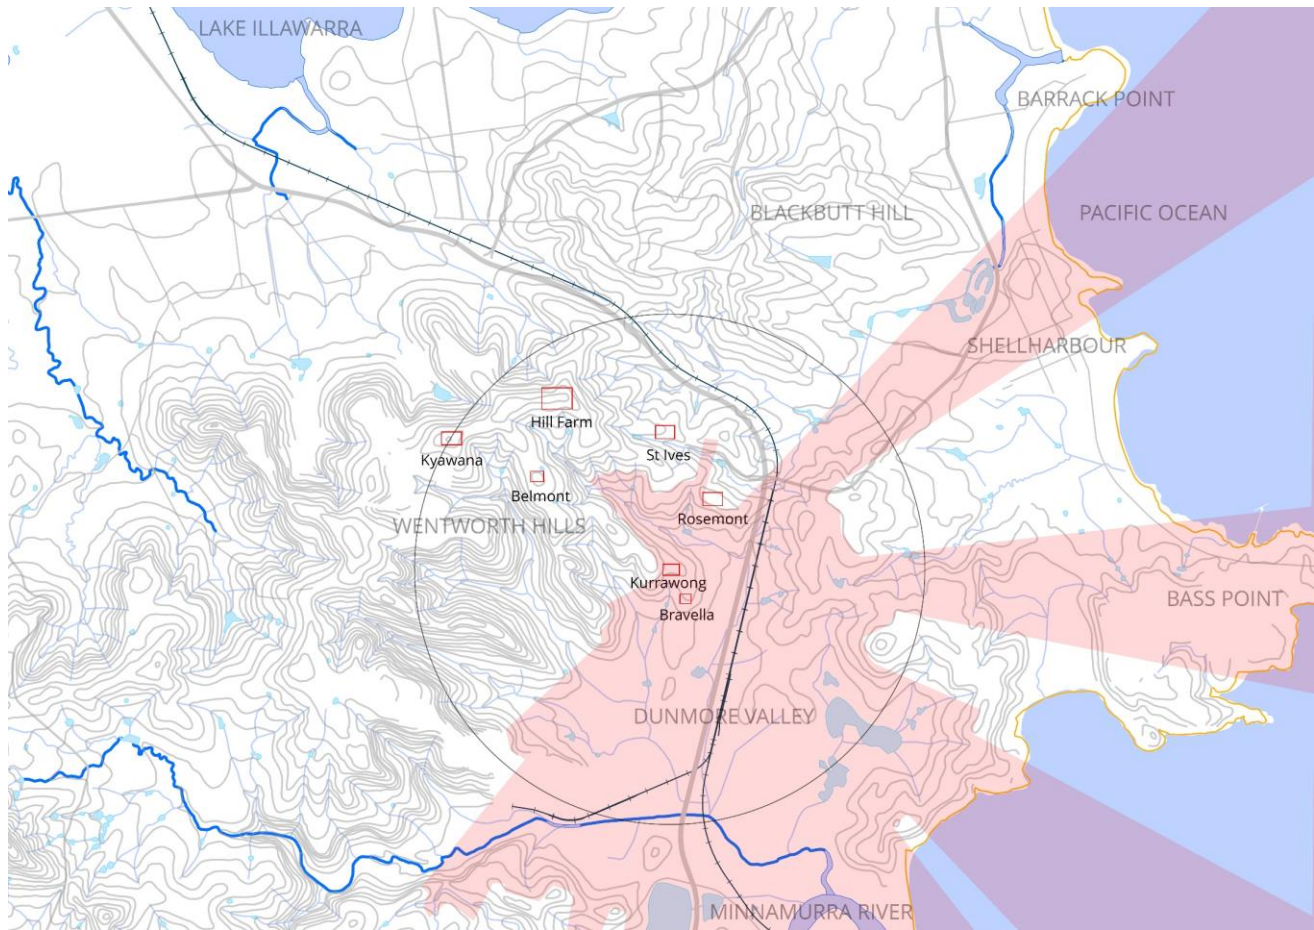 LAKE ILLAWARRA
BARRACK POINT
BLACKBUTT HILL
PACIFIC OCEAN
SHELLHARBOUR
Hill Farm
Kyawana
St Ives
Belmont
Rosemont
WENTWORTH HILLS
Kurrawong
Bravella
BASS POINT
DUNMORE VALLEY
MINNAMURRA RIVER